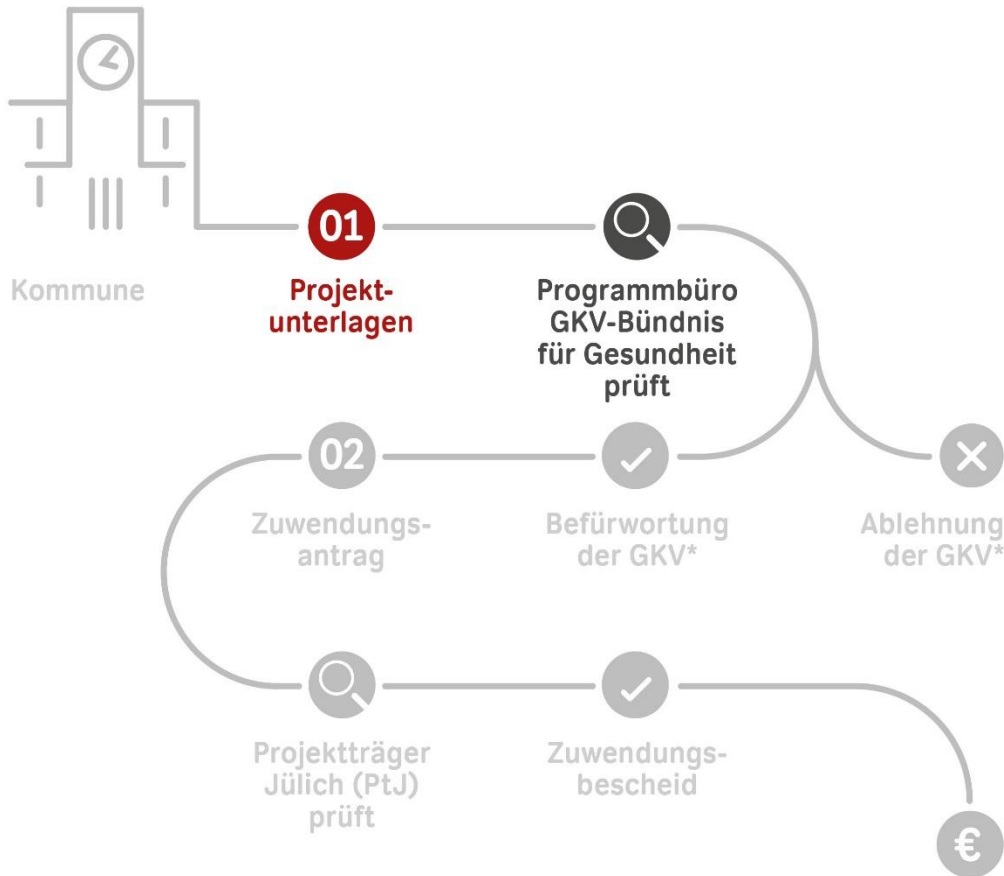 01
Kommune
Projekt-
unterlagen
Programmbüro
GKV-Bündnis
für Gesundheit
prüft
02
Zuwendungs-
antrag
Befürwortung
der GKV*
Ablehnung
der GKV*
Projektträger
Jülich (PtJ)
prüft
Zuwendungs-
bescheid
€